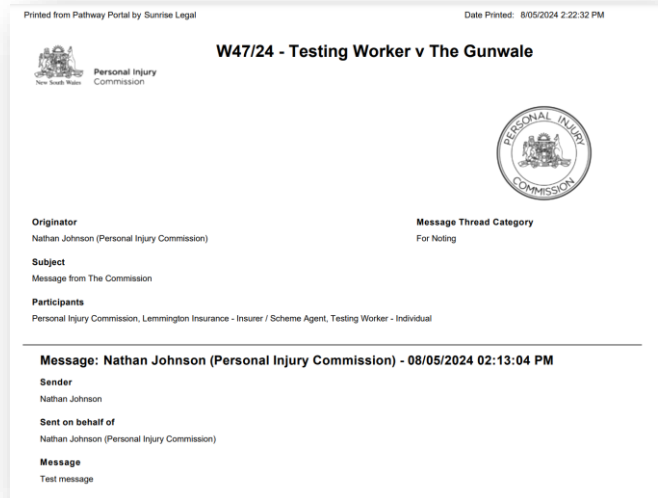 Printed from Pathway Portal by Sunrise Legal
Date Printed: 8/05/2024 2:22:32 PM
W47/24 - Testing Worker v The Gunwale
New South Wales
Personal Injury
Commission
PERSONAL INJURY
COMMISSION
Originator
Nathan Johnson (Personal Injury Commission)
Message Thread Category
For Noting
Subject
Message from The Commission
Participants
Personal Injury Commission, Lemmington Insurance - Insurer / Scheme Agent, Testing Worker - Individual
Message: Nathan Johnson (Personal Injury Commission) - 08/05/2024 02:13:04 PM
Sender
Nathan Johnson
Sent on behalf of
Nathan Johnson (Personal Injury Commission)
Message
Test message